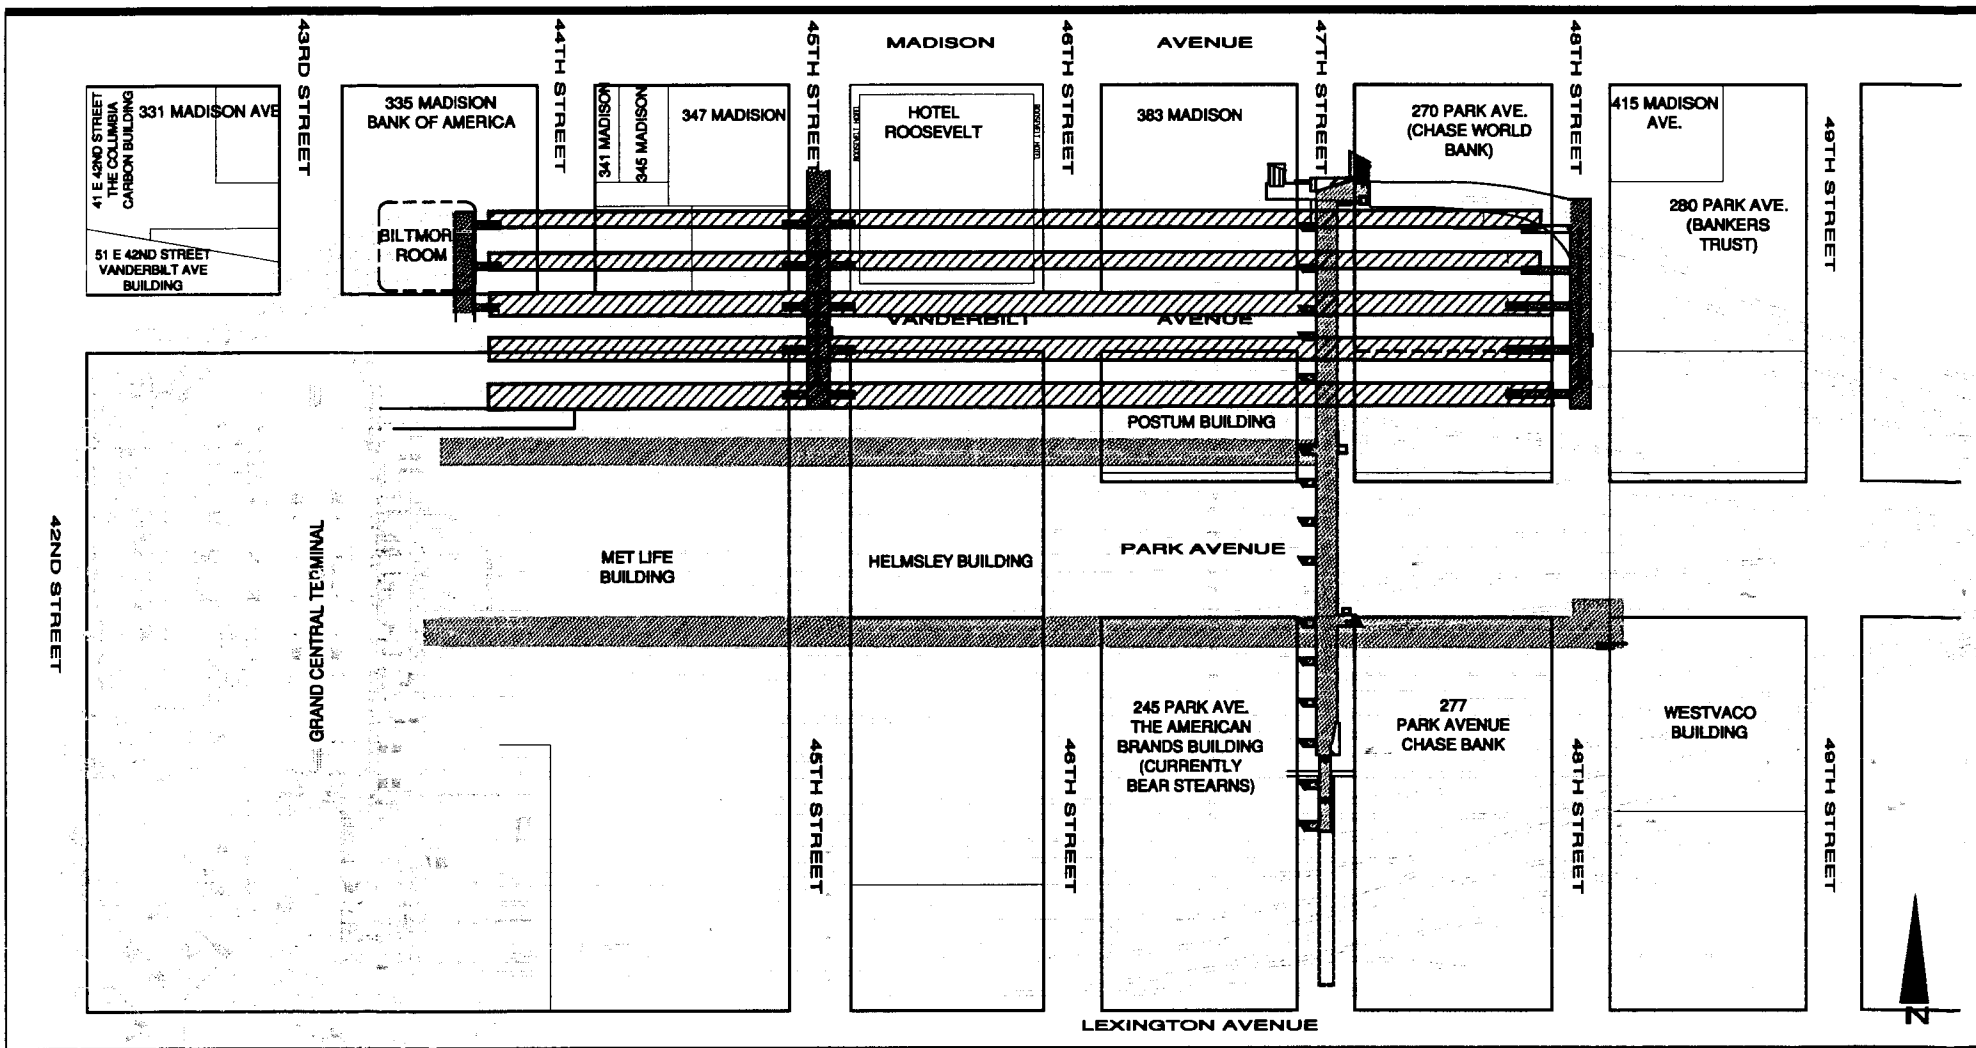 MADISON AVENUE
43RD STREET
44TH STREET
45TH STREET
46TH STREET
47TH STREET
48TH STREET
49TH STREET
41 E 42ND STREET
THE COLUMBIA
CARBON BUILDING
331 MADISON AVE
335 MADISION
BANK OF AMERICA
341 MADISON
345 MADISON
347 MADISION
HOTEL
ROOSEVELT
383 MADISON
270 PARK AVE.
(CHASE WORLD
BANK)
415 MADISON
AVE.
280 PARK AVE.
(BANKERS
TRUST)
BILTMOR
ROOM
51 E 42ND STREET
VANDERBILT AVE
BUILDING
VANDERBILT AVENUE
POSTUM BUILDING
42ND STREET
GRAND CENTRAL TERMINAL
MET LIFE
BUILDING
HELMSLEY BUILDING
PARK AVENUE
245 PARK AVE.
THE AMERICAN
BRANDS BUILDING
(CURRENTLY
BEAR STEARNS)
277
PARK AVENUE
CHASE BANK
WESTVACO
BUILDING
45TH STREET
46TH STREET
48TH STREET
49TH STREET
LEXINGTON AVENUE
N